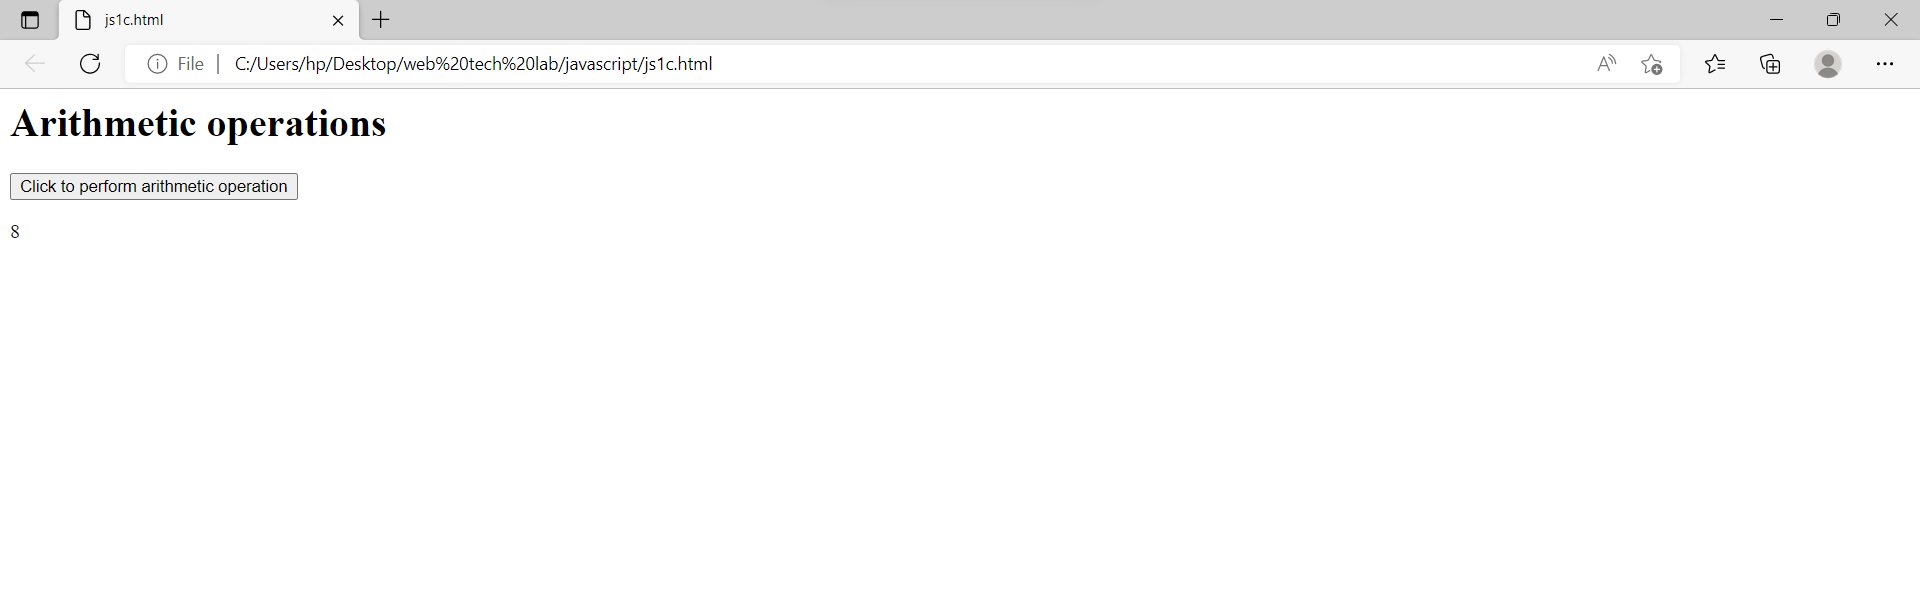 js1c.html
File | C:/Users/hp/Desktop/web%20tech%20lab/javascript/js1c.html
Arithmetic operations
Click to perform arithmetic operation
8